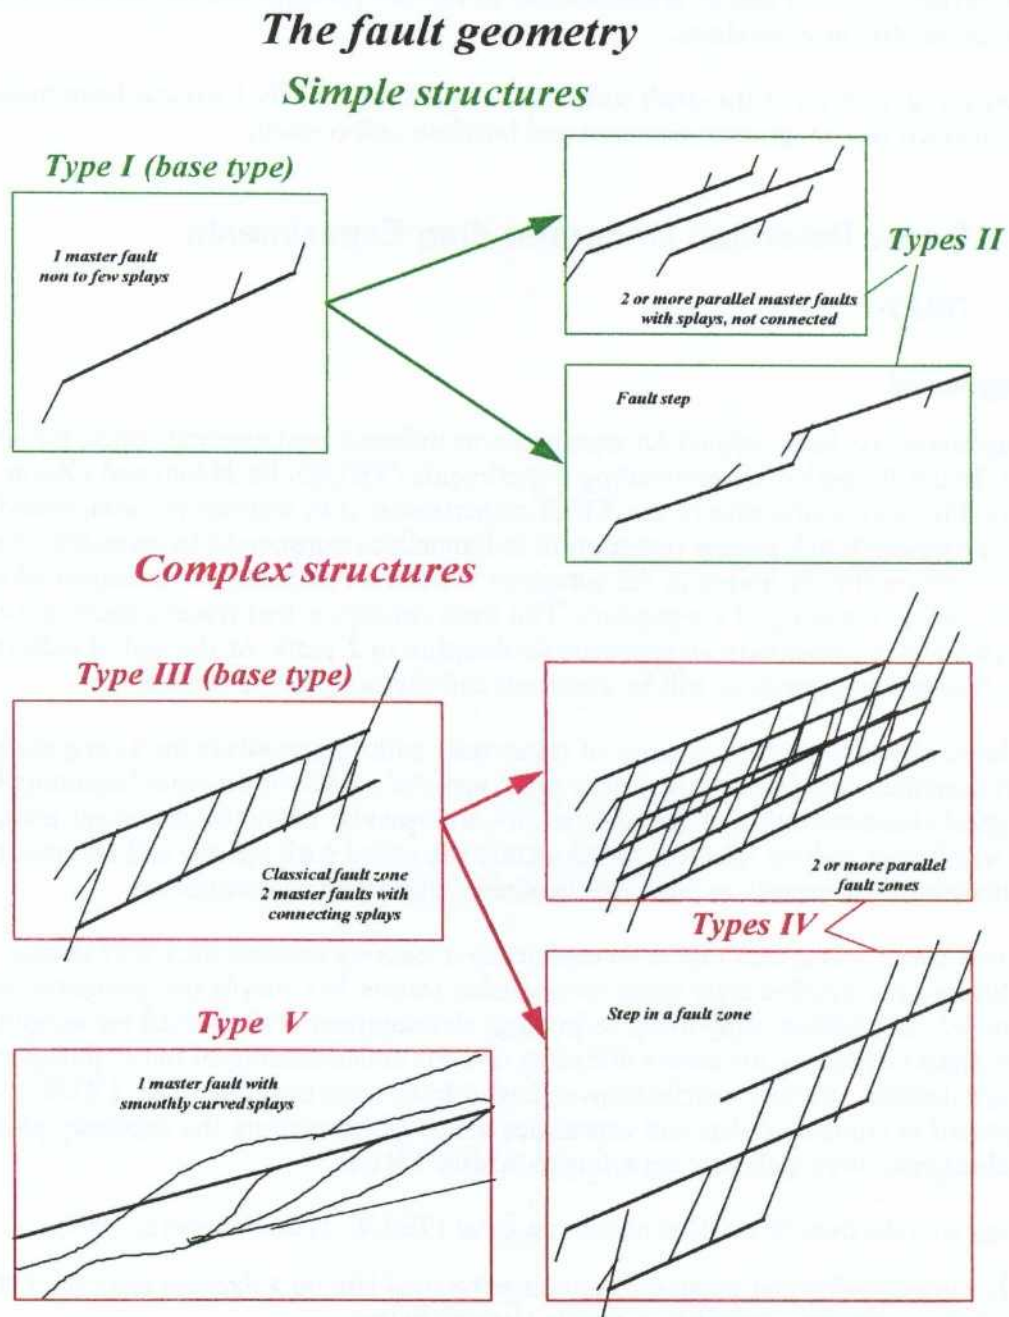 The fault geometry
Simple structures
Type I (base type)
1 master fault
non to few splays
2 or more parallel master faults
with splays, not connected
Types II
Fault step
Complex structures
Type III (base type)
Classical fault zone
2 master faults with
connecting splays
2 or more parallel
fault zones
Types IV
Step in a fault zone
Type V
1 master fault with
smoothly curved splays